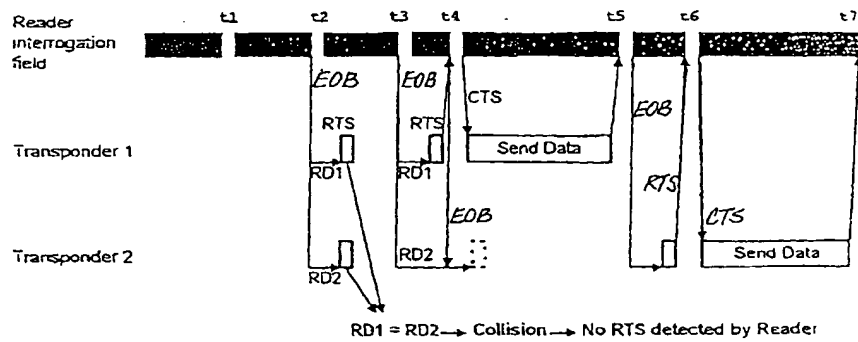 t1 t2 t3 t4 t5 t6 t7
Reader
Interrogation
field
EOB EOB CTS EOB
RTS RTS
Transponder 1
Send Data
RD1 RD1
RTS
EOB
CTS
Transponder 2
RD2
RD2
Send Data
RD1 = RD2 → Collision → No RTS detected by Reader